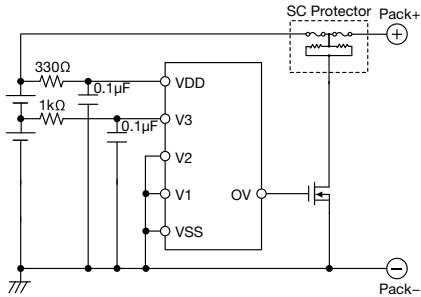 SC Protector
Pack+
330Ω
0.1μF
VDD
1kΩ
0.1μF
V3
V2
V1
OV
VSS
Pack−